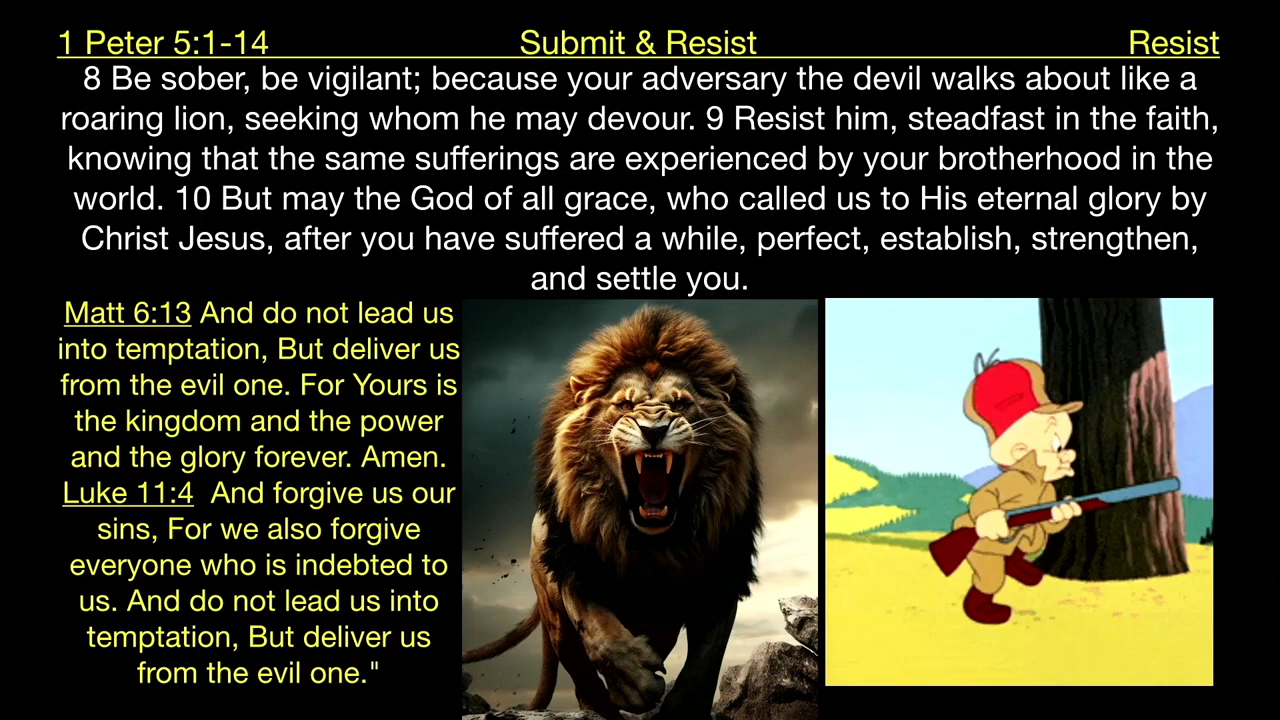 1 Peter 5:1-14 Submit & Resist Resist
8 Be sober, be vigilant; because your adversary the devil walks about like a
roaring lion, seeking whom he may devour. 9 Resist him, steadfast in the faith,
knowing that the same sufferings are experienced by your brotherhood in the
world. 10 But may the God of all grace, who called us to His eternal glory by
Christ Jesus, after you have suffered a while, perfect, establish, strengthen,
and settle you.
Matt 6:13 And do not lead us
into temptation, But deliver us
from the evil one. For Yours is
the kingdom and the power
and the glory forever. Amen.
Luke 11:4 And forgive us our
sins, For we also forgive
everyone who is indebted to
us. And do not lead us into
temptation, But deliver us
from the evil one."